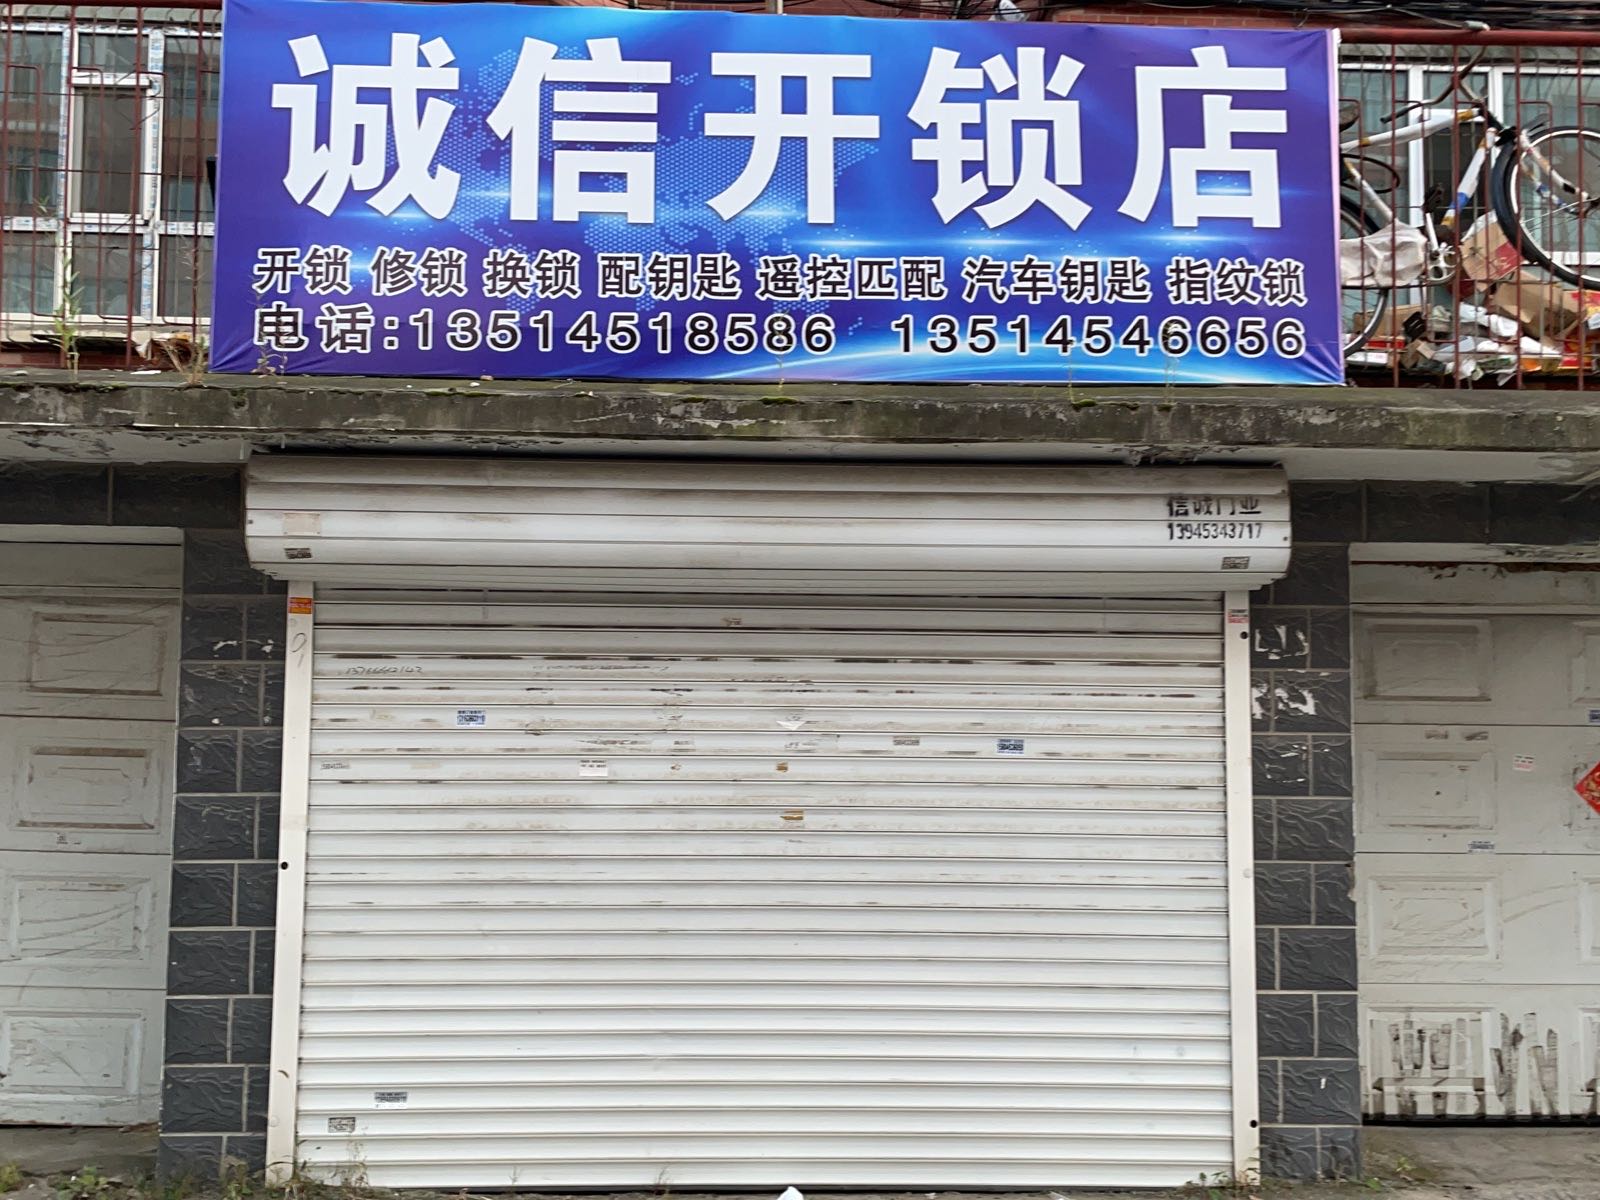 诚信开锁店
开锁 修锁 换锁 配钥匙 遥控匹配 汽车钥匙 指纹锁
电话:13514518586 13514546656
信诚门业
13945343717